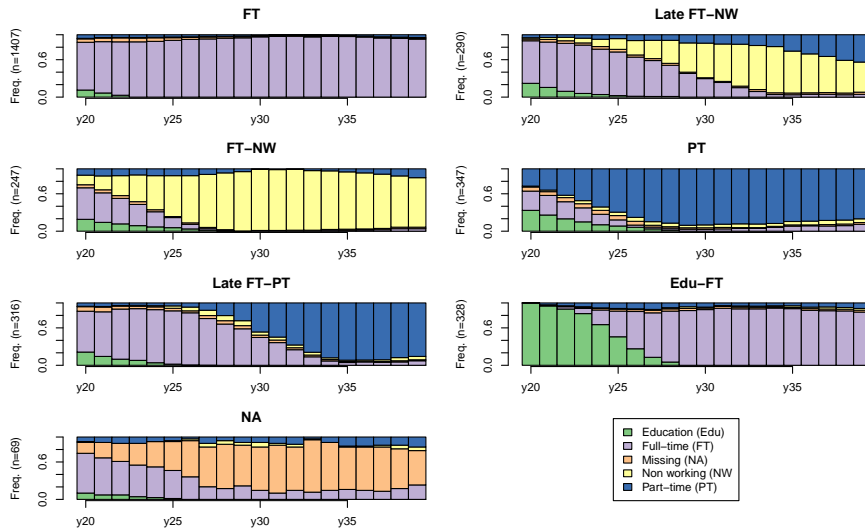 FT
Freq. (n=1407)
0.0 0.6
y20 y25 y30 y35
Late FT−NW
Freq. (n=290)
0.0 0.6
y20 y25 y30 y35
FT−NW
Freq. (n=247)
0.0 0.6
y20 y25 y30 y35
PT
Freq. (n=347)
0.0 0.6
y20 y25 y30 y35
Late FT−PT
Freq. (n=316)
0.0 0.6
y20 y25 y30 y35
Edu−FT
Freq. (n=328)
0.0 0.6
y20 y25 y30 y35
NA
Freq. (n=69)
0.0 0.6
y20 y25 y30 y35
Education (Edu)
Full−time (FT)
Missing (NA)
Non working (NW
Part−time (PT)